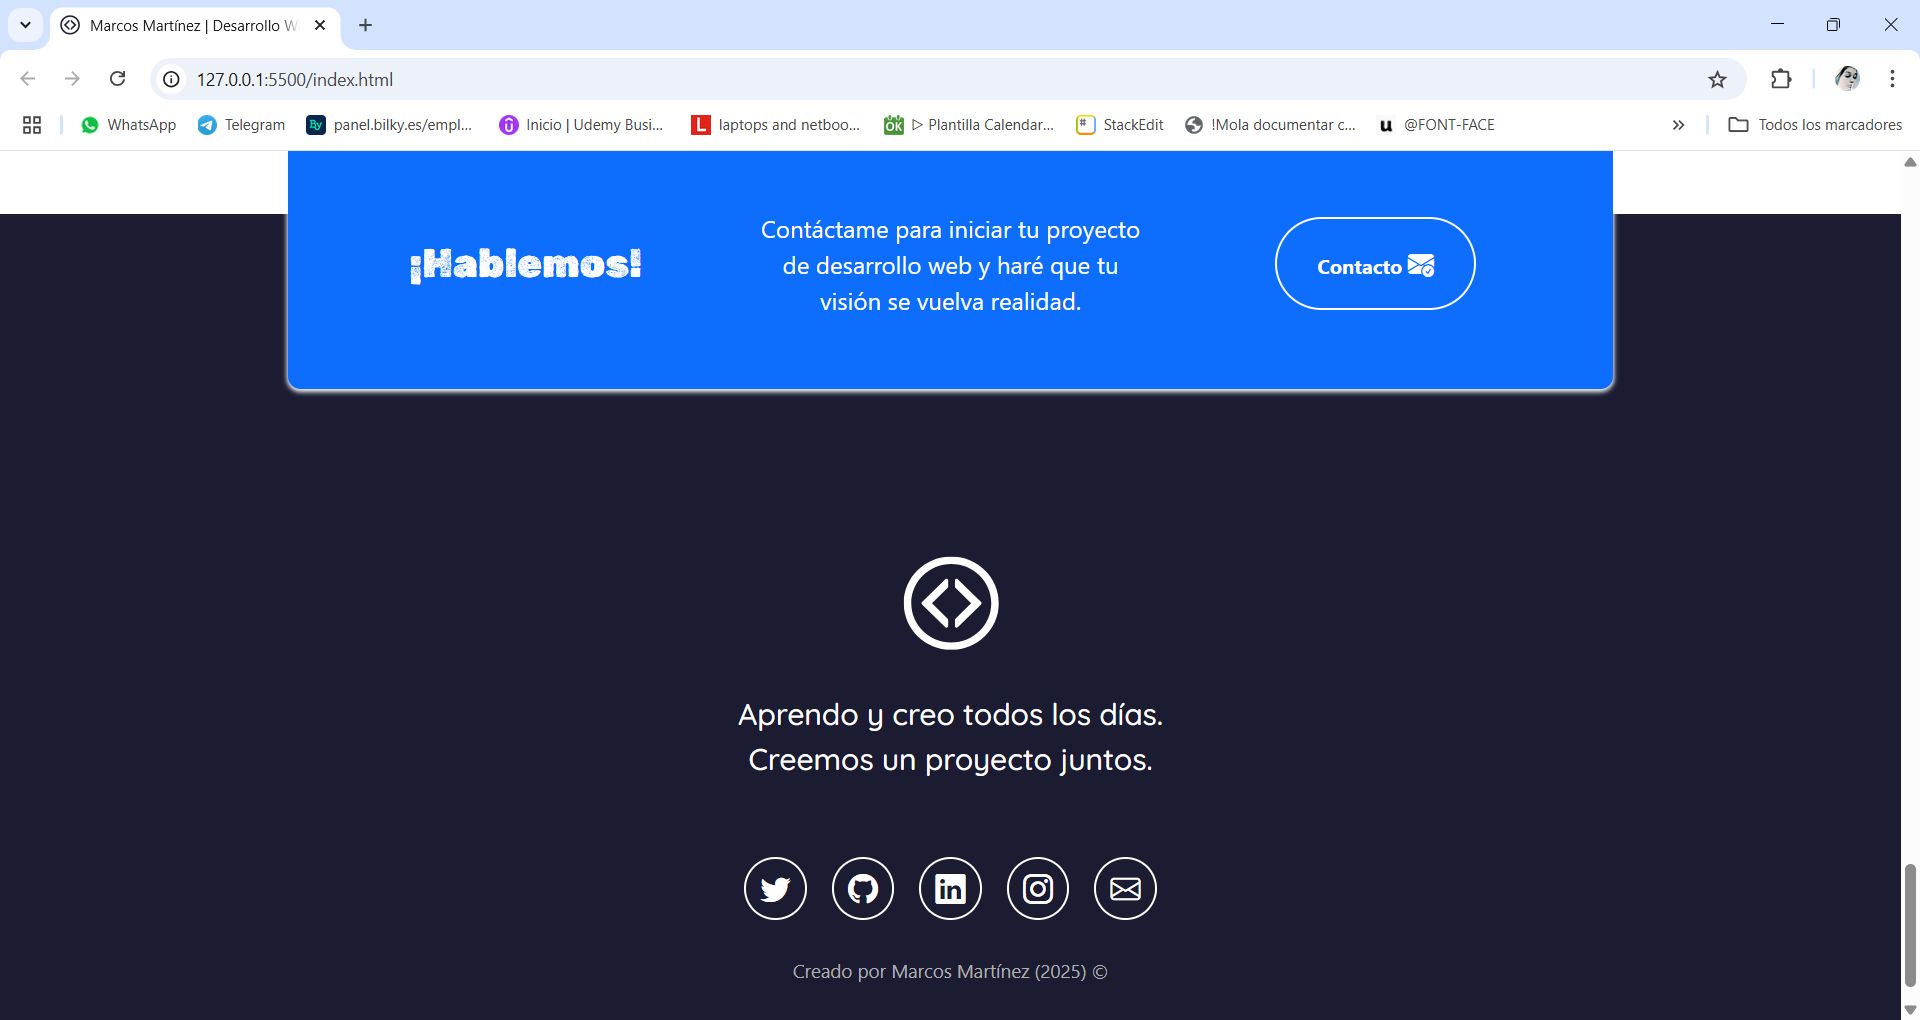 Marcos Martínez | Desarrollo W
127.0.0.1:5500/index.html
WhatsApp
Telegram
By
panel.bilky.es/empl...
Inicio | Udemy Busi...
L
laptops and netboo...
OK
▷ Plantilla Calendar...
#
StackEdit
!Mola documentar c...
u
@FONT-FACE
»
Todos los marcadores
¡Hablemos!
Contáctame para iniciar tu proyecto
de desarrollo web y haré que tu
visión se vuelva realidad.
Contacto
Aprendo y creo todos los días.
Creemos un proyecto juntos.
in
Creado por Marcos Martínez (2025) ©